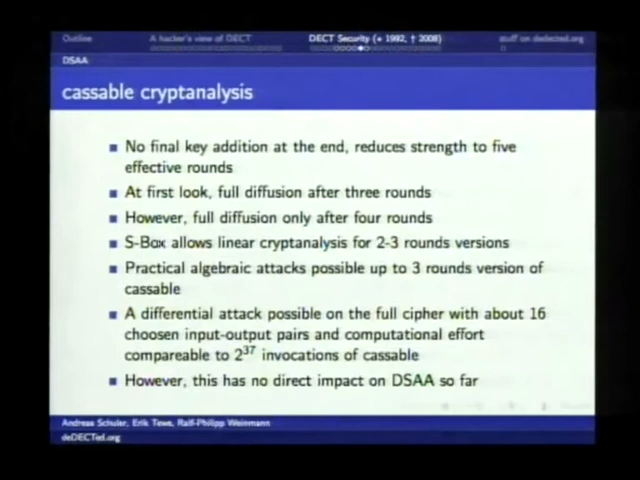 Outline
A hacker's view of DECT
DECT Security (* 1992, † 2008)
stuff on dedected.org
DSAA
cassable cryptanalysis
No final key addition at the end, reduces strength to five
effective rounds
At first look, full diffusion after three rounds
However, full diffusion only after four rounds
S-Box allows linear cryptanalysis for 2-3 rounds versions
Practical algebraic attacks possible up to 3 rounds version of
cassable
A differential attack possible on the full cipher with about 16
choosen input-output pairs and computational effort
compareable to 2^37 invocations of cassable
However, this has no direct impact on DSAA so far
Andreas Schuler, Erik Tews, Ralf-Philipp Weinmann
deDECTed.org